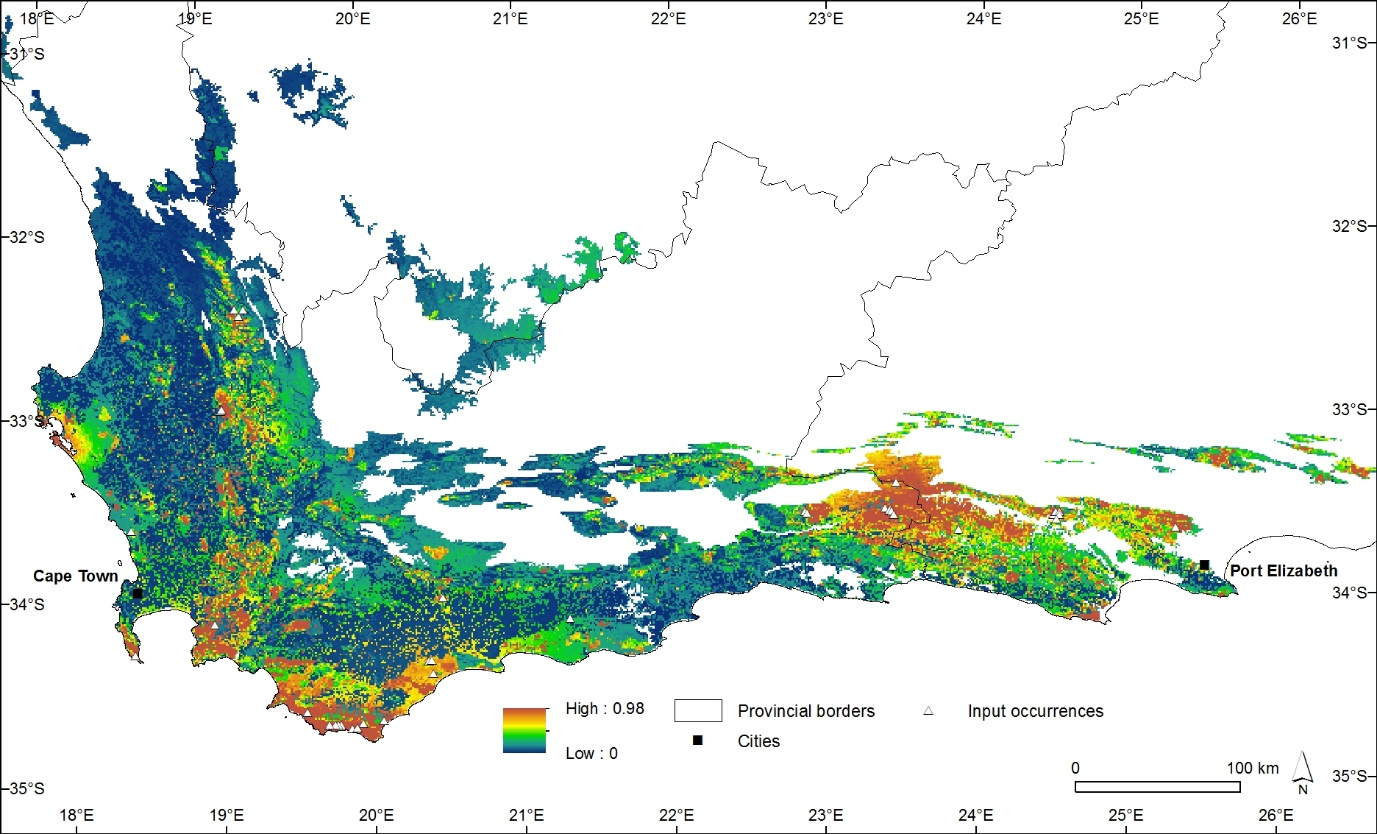 18°E 19°E 20°E 21°E 22°E 23°E 24°E 25°E 26°E
31°S 31°S
32°S 32°S
33°S 33°S
Cape Town
Port Elizabeth
34°S 34°S
High : 0.98
Low : 0
Provincial borders
Cities
Input occurrences
0 100 km
N
35°S 35°S
18°E 19°E 20°E 21°E 22°E 23°E 24°E 25°E 26°E